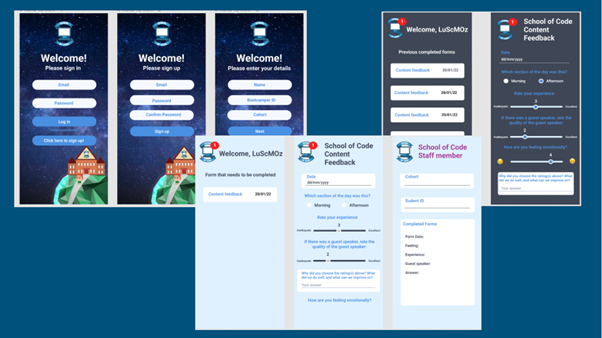 Welcome!
Please sign in
Email
Password
Log in
Click here to sign up!
Welcome!
Please sign up
Email
Password
Confirm Password
Sign up
Welcome!
Please enter your details
Name
Bootcamper ID
Cohort
Next
1
Welcome, LuScMOz
Previous completed forms
Content feedback 20/01/22
Content feedback 20/01/22
Content feedback 20/01/22
1
School of Code
Content
Feedback
Date
dd/mm/yyyy
Which section of the day was this?
Morning Afternoon
Rate your experience
3
Inadequate Excellent
If there was a guest speaker, rate the
quality of the guest speaker:
2
Inadequate Excellent
How are you feeling emotionally?
4
Why did you choose the rating(s) above? What
did we do well, and what can we improve on?
Your answer
1
Welcome, LuScMOz
Form that needs to be completed
Content feedback 20/01/22
1
School of Code
Content
Feedback
Date
dd/mm/yyyy
Which section of the day was this?
Morning Afternoon
Rate your experience
3
Inadequate Excellent
If there was a guest speaker, rate the
quality of the guest speaker:
2
Inadequate Excellent
Why did you choose the rating(s) above? What
did we do well, and what can we improve on?
Your answer
How are you feeling emotionally?
School of Code
Staff member
Cohort
Student ID
Completed Forms
Form Date:
Feeling:
Experience:
Guest speaker:
Answer: